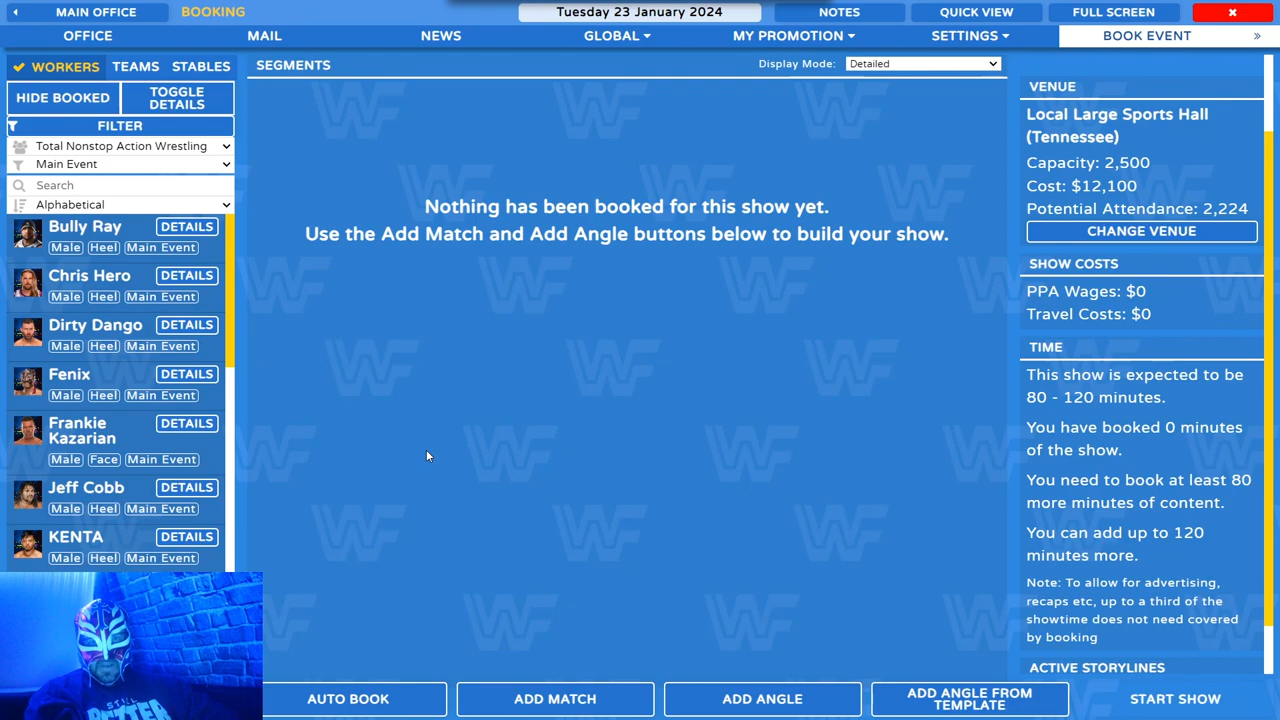 MAIN OFFICE
BOOKING
Tuesday 23 January 2024
NOTES
QUICK VIEW
FULL SCREEN
OFFICE
MAIL
NEWS
GLOBAL
MY PROMOTION
SETTINGS
BOOK EVENT
WORKERS
TEAMS
STABLES
HIDE BOOKED
TOGGLE
DETAILS
FILTER
Total Nonstop Action Wrestling
Main Event
Search
Alphabetical
Bully Ray
DETAILS
Male Heel Main Event
Chris Hero
DETAILS
Male Heel Main Event
Dirty Dango
DETAILS
Male Heel Main Event
Fenix
DETAILS
Male Heel Main Event
Frankie
Kazarian
DETAILS
Male Face Main Event
Jeff Cobb
DETAILS
Male Heel Main Event
KENTA
DETAILS
Male Heel Main Event
SEGMENTS
Display Mode:
Detailed
Nothing has been booked for this show yet.
Use the Add Match and Add Angle buttons below to build your show.
VENUE
Local Large Sports Hall
(Tennessee)
Capacity: 2,500
Cost: $12,100
Potential Attendance: 2,224
CHANGE VENUE
SHOW COSTS
PPA Wages: $0
Travel Costs: $0
TIME
This show is expected to be
80 - 120 minutes.
You have booked 0 minutes
of the show.
You need to book at least 80
more minutes of content.
You can add up to 120
minutes more.
Note: To allow for advertising,
recaps etc, up to a third of the
showtime does not need covered
by booking
ACTIVE STORYLINES
AUTO BOOK
ADD MATCH
ADD ANGLE
ADD ANGLE FROM
TEMPLATE
START SHOW